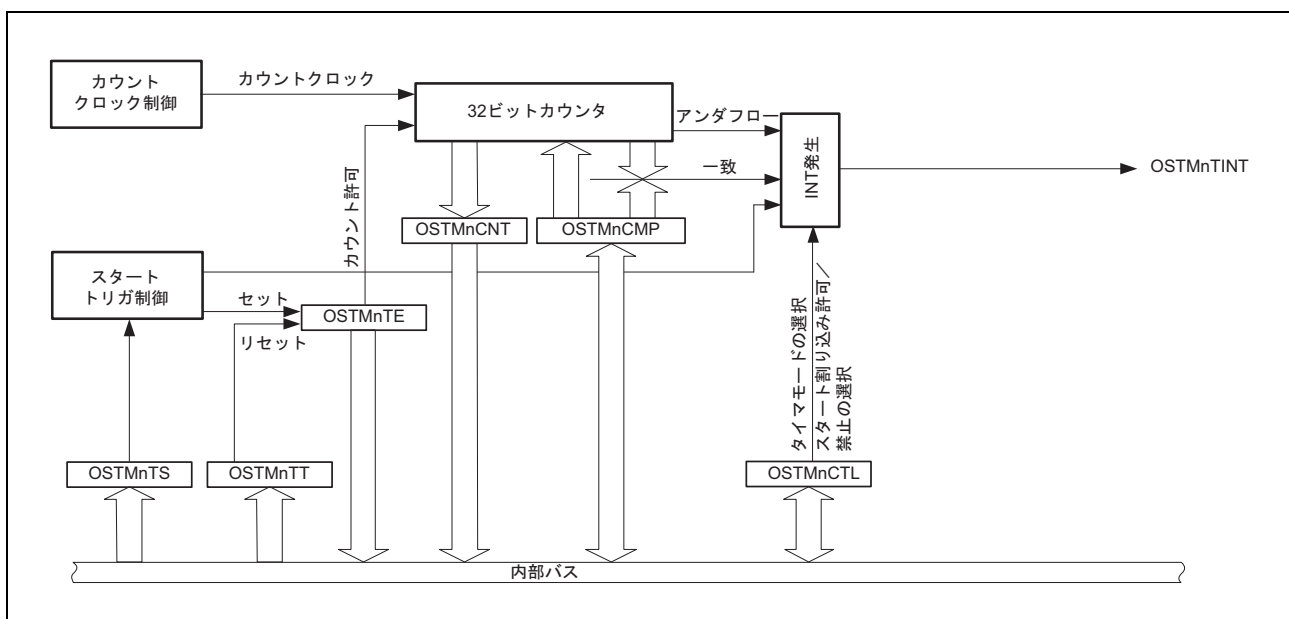 カウント
クロック制御
カウントクロック
32ビットカウンタ
アンダフロー
INT発生
OSTMnTINT
一致
カウント許可
OSTMnCNT
OSTMnCMP
スタート
トリガ制御
セット
OSTMnTE
リセット
タイマモードの選択
スタート割り込み許可／
禁止の選択
OSTMnTS
OSTMnTT
OSTMnCTL
内部バス